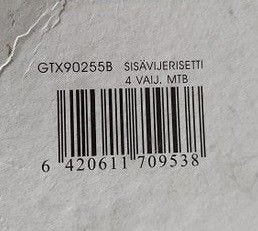 GTX90255B SISÄVIJERISETTI
4 VAIJ. MTB
6 420611 709538